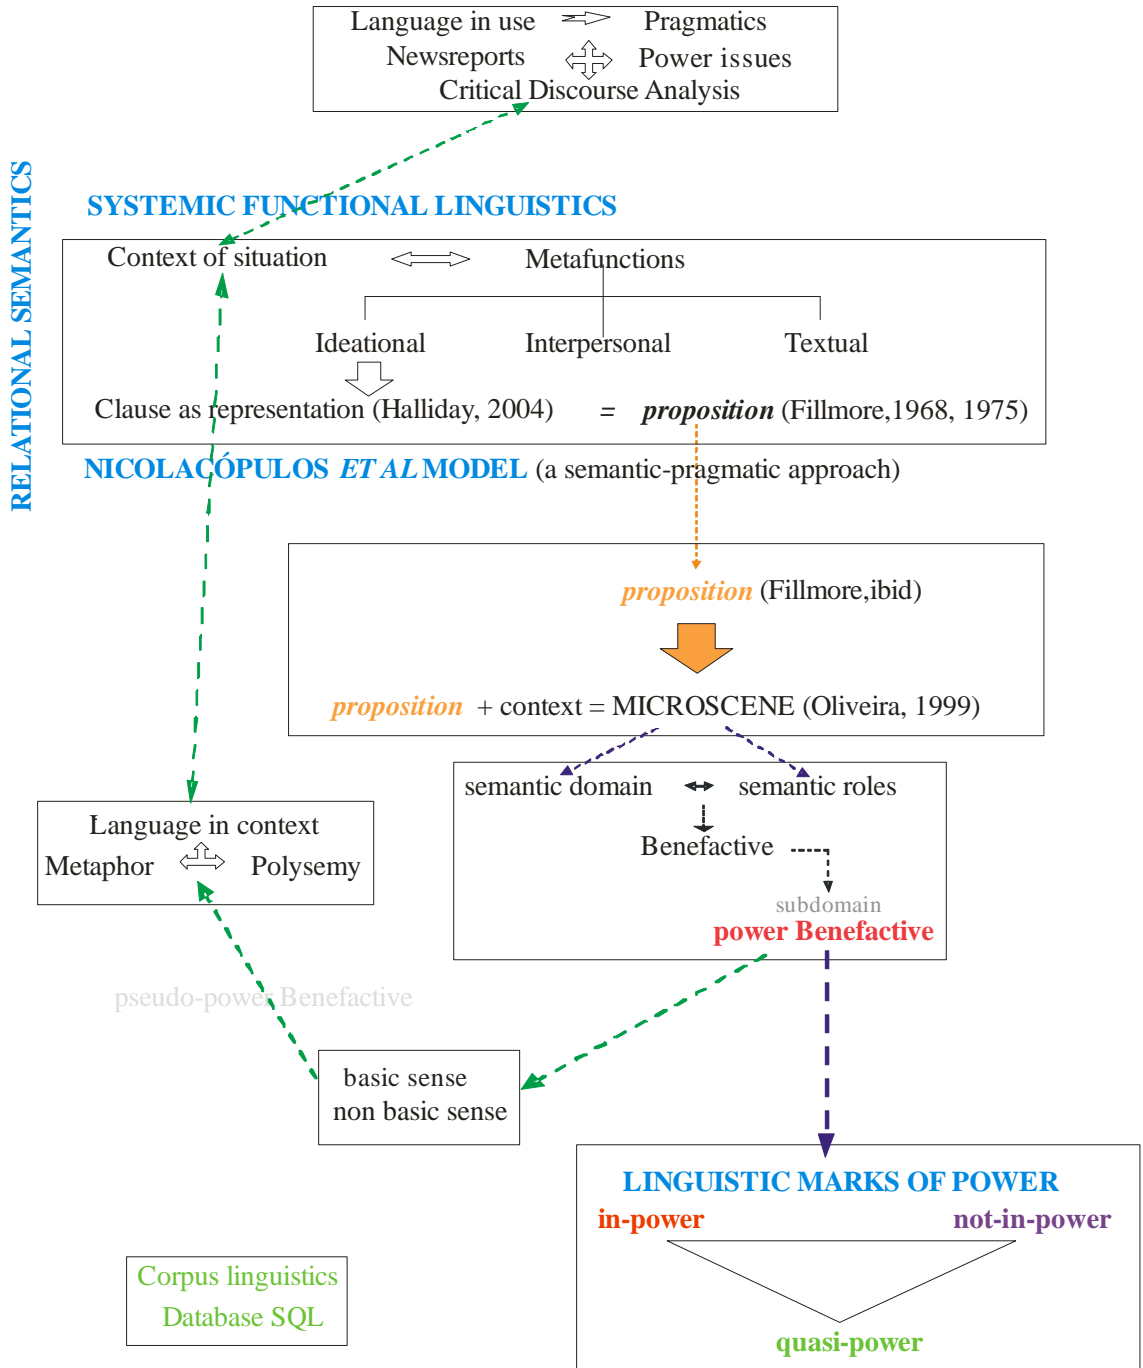 Language in use Pragmatics
Newsreports Power issues
Critical Discourse Analysis
RELATIONAL SEMANTICS
SYSTEMIC FUNCTIONAL LINGUISTICS
Context of situation Metafunctions
Ideational Interpersonal Textual
Clause as representation (Halliday, 2004) = proposition (Fillmore,1968, 1975)
NICOLACÓPULOS ET AL MODEL (a semantic-pragmatic approach)
proposition (Fillmore,ibid)
proposition + context = MICROSCENE (Oliveira, 1999)
semantic domain semantic roles
Benefactive
subdomain
power Benefactive
Language in context
Metaphor Polysemy
pseudo-power Benefactive
basic sense
non basic sense
LINGUISTIC MARKS OF POWER
in-power not-in-power
quasi-power
Corpus linguistics
Database SQL